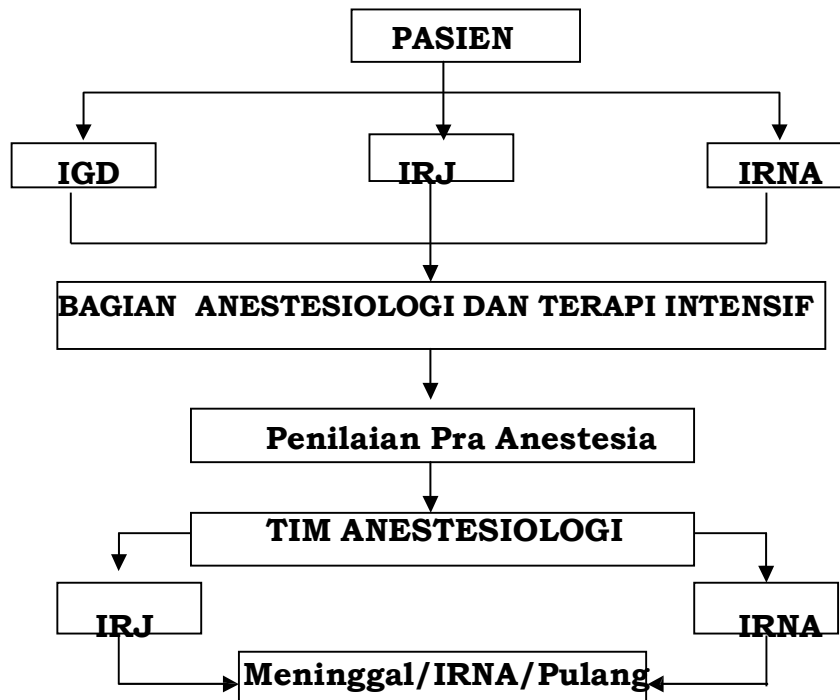 PASIEN
IGD
IRJ
IRNA
BAGIAN ANESTESIOLOGI DAN TERAPI INTENSIF
Penilaian Pra Anestesia
TIM ANESTESIOLOGI
IRJ
IRNA
Meninggal/IRNA/Pulang